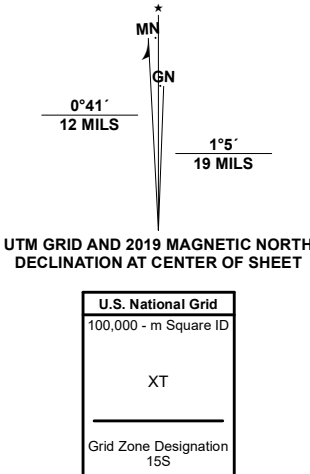 ★
MN
GN
0°41´
12 MILS
1°5´
19 MILS
UTM GRID AND 2019 MAGNETIC NORTH
DECLINATION AT CENTER OF SHEET
U.S. National Grid
100,000 - m Square ID
XT
Grid Zone Designation
15S